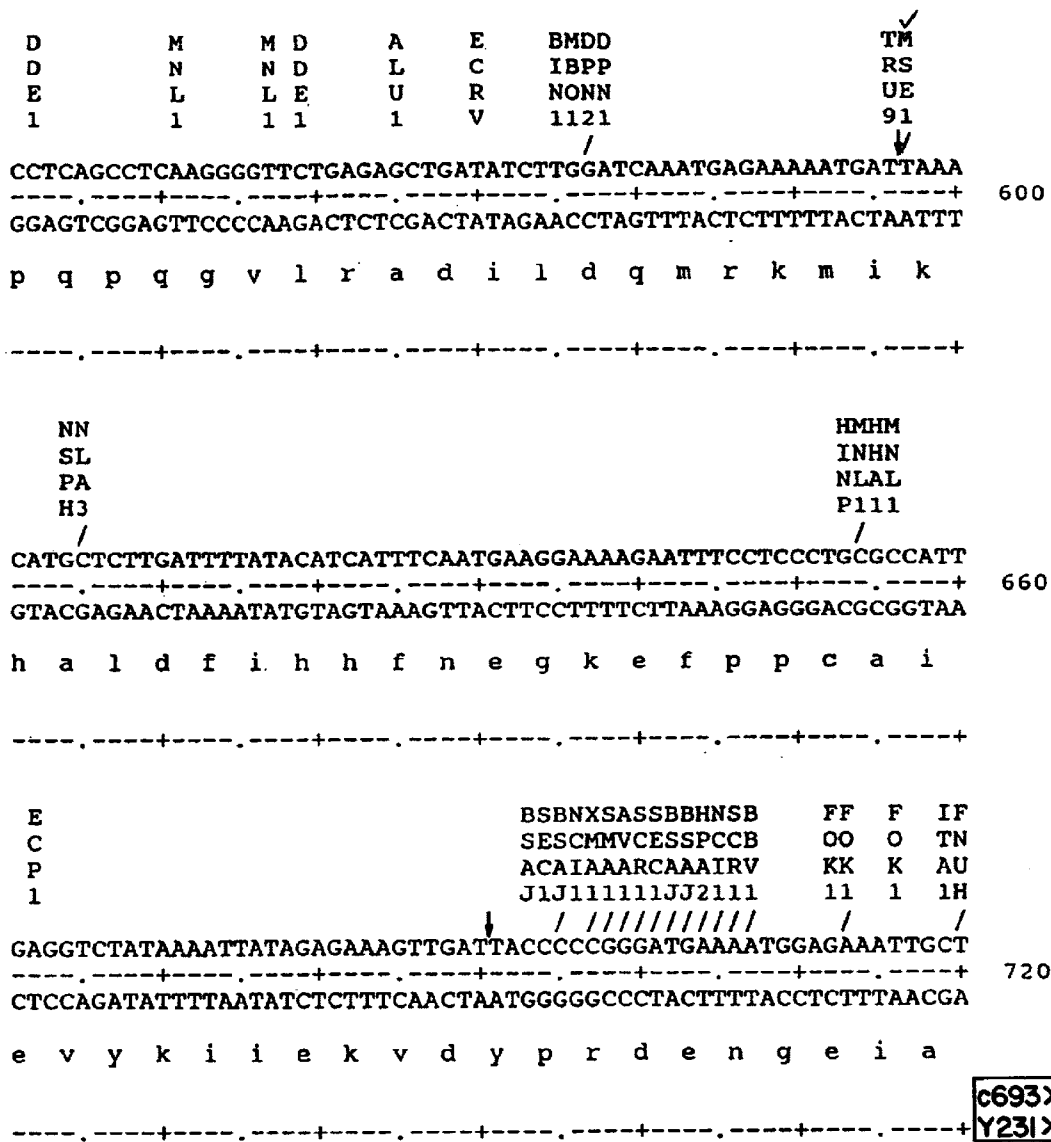 D M M D A E BMDD TM
D N N D L C IBPP RS
E L L E U R NONN UE
1 1 1 1 1 V 1121 91
CCTCAGCCTCAAGGGGTTCTGAGAGCTGATATCTTGGATCAAATGAGAAAAATGATTAAA
----.----+----.----+----.----+----.----+----.----+----.----+ 600
GGAGTCGGAGTTCCCCAAGACTCTCGACTATAGAACCTAGTTTACTCTTTTTACTAATTT
p q p q g v l r a d i l d q m r k m i k
----.----+----.----+----.----+----.----+----.----+----.----+
NN HMHM
SL INHN
PA NLAL
H3 P111
CATGCTCTTGATTTTATACATCATTTCAATGAAGGAAAAGAATTTCCTCCCTGCGCCATT
----.----+----.----+----.----+----.----+----.----+----.----+ 660
GTACGAGAACTAAAATATGTAGTAAAGTTACTTCCTTTTCTTAAAGGAGGGACGCGGTAA
h a l d f i h h f n e g k e f p p c a i
----.----+----.----+----.----+----.----+----.----+----.----+
E BSBNXSASSBBHNSB FF F IF
C SESCMMVCESSPCCB OO O TN
P ACAIAAARCAAAIRV KK K AU
1 J1J111111JJ2111 11 1 1H
GAGGTCTATAAAATTATAGAGAAAGTTGATTACCCCCGGGATGAAAATGGAGAAATTGCT
----.----+----.----+----.----+----.----+----.----+----.----+ 720
CTCCAGATATTTTAATATCTCTTTCAACTAATGGGGGCCCTACTTTTACCTCTTTAACGA
e v y k i i e k v d y p r d e n g e i a
c693>
----.----+----.----+----.----+----.----+----.----+----.----+ Y231>